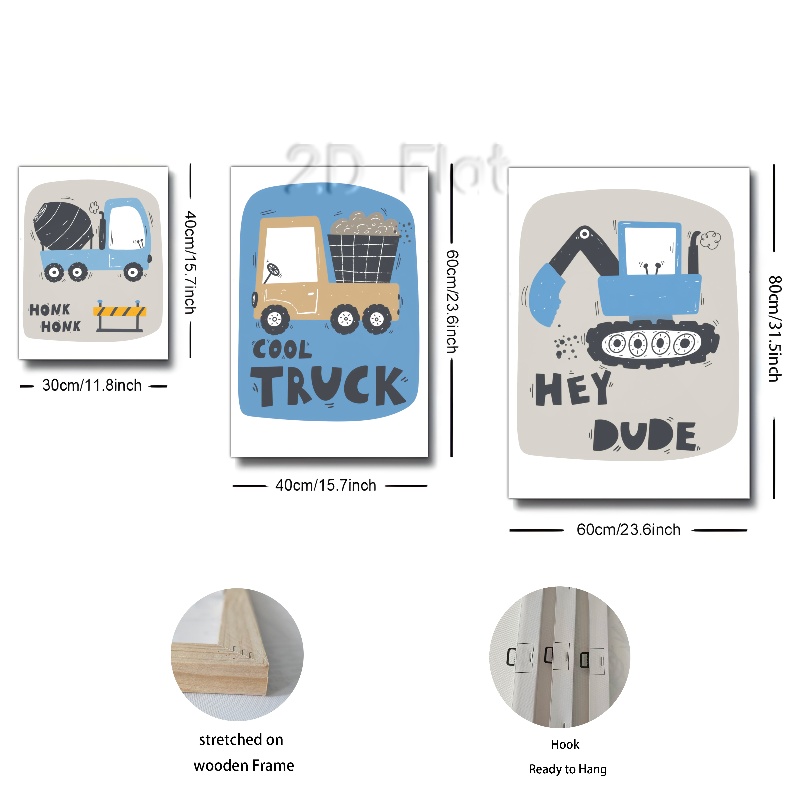 2D Flat
HONK
HONK
40cm/15.7inch
30cm/11.8inch
COOL
TRUCK
60cm/23.6inch
40cm/15.7inch
HEY
DUDE
80cm/31.5inch
60cm/23.6inch
stretched on
wooden Frame
Hook
Ready to Hang